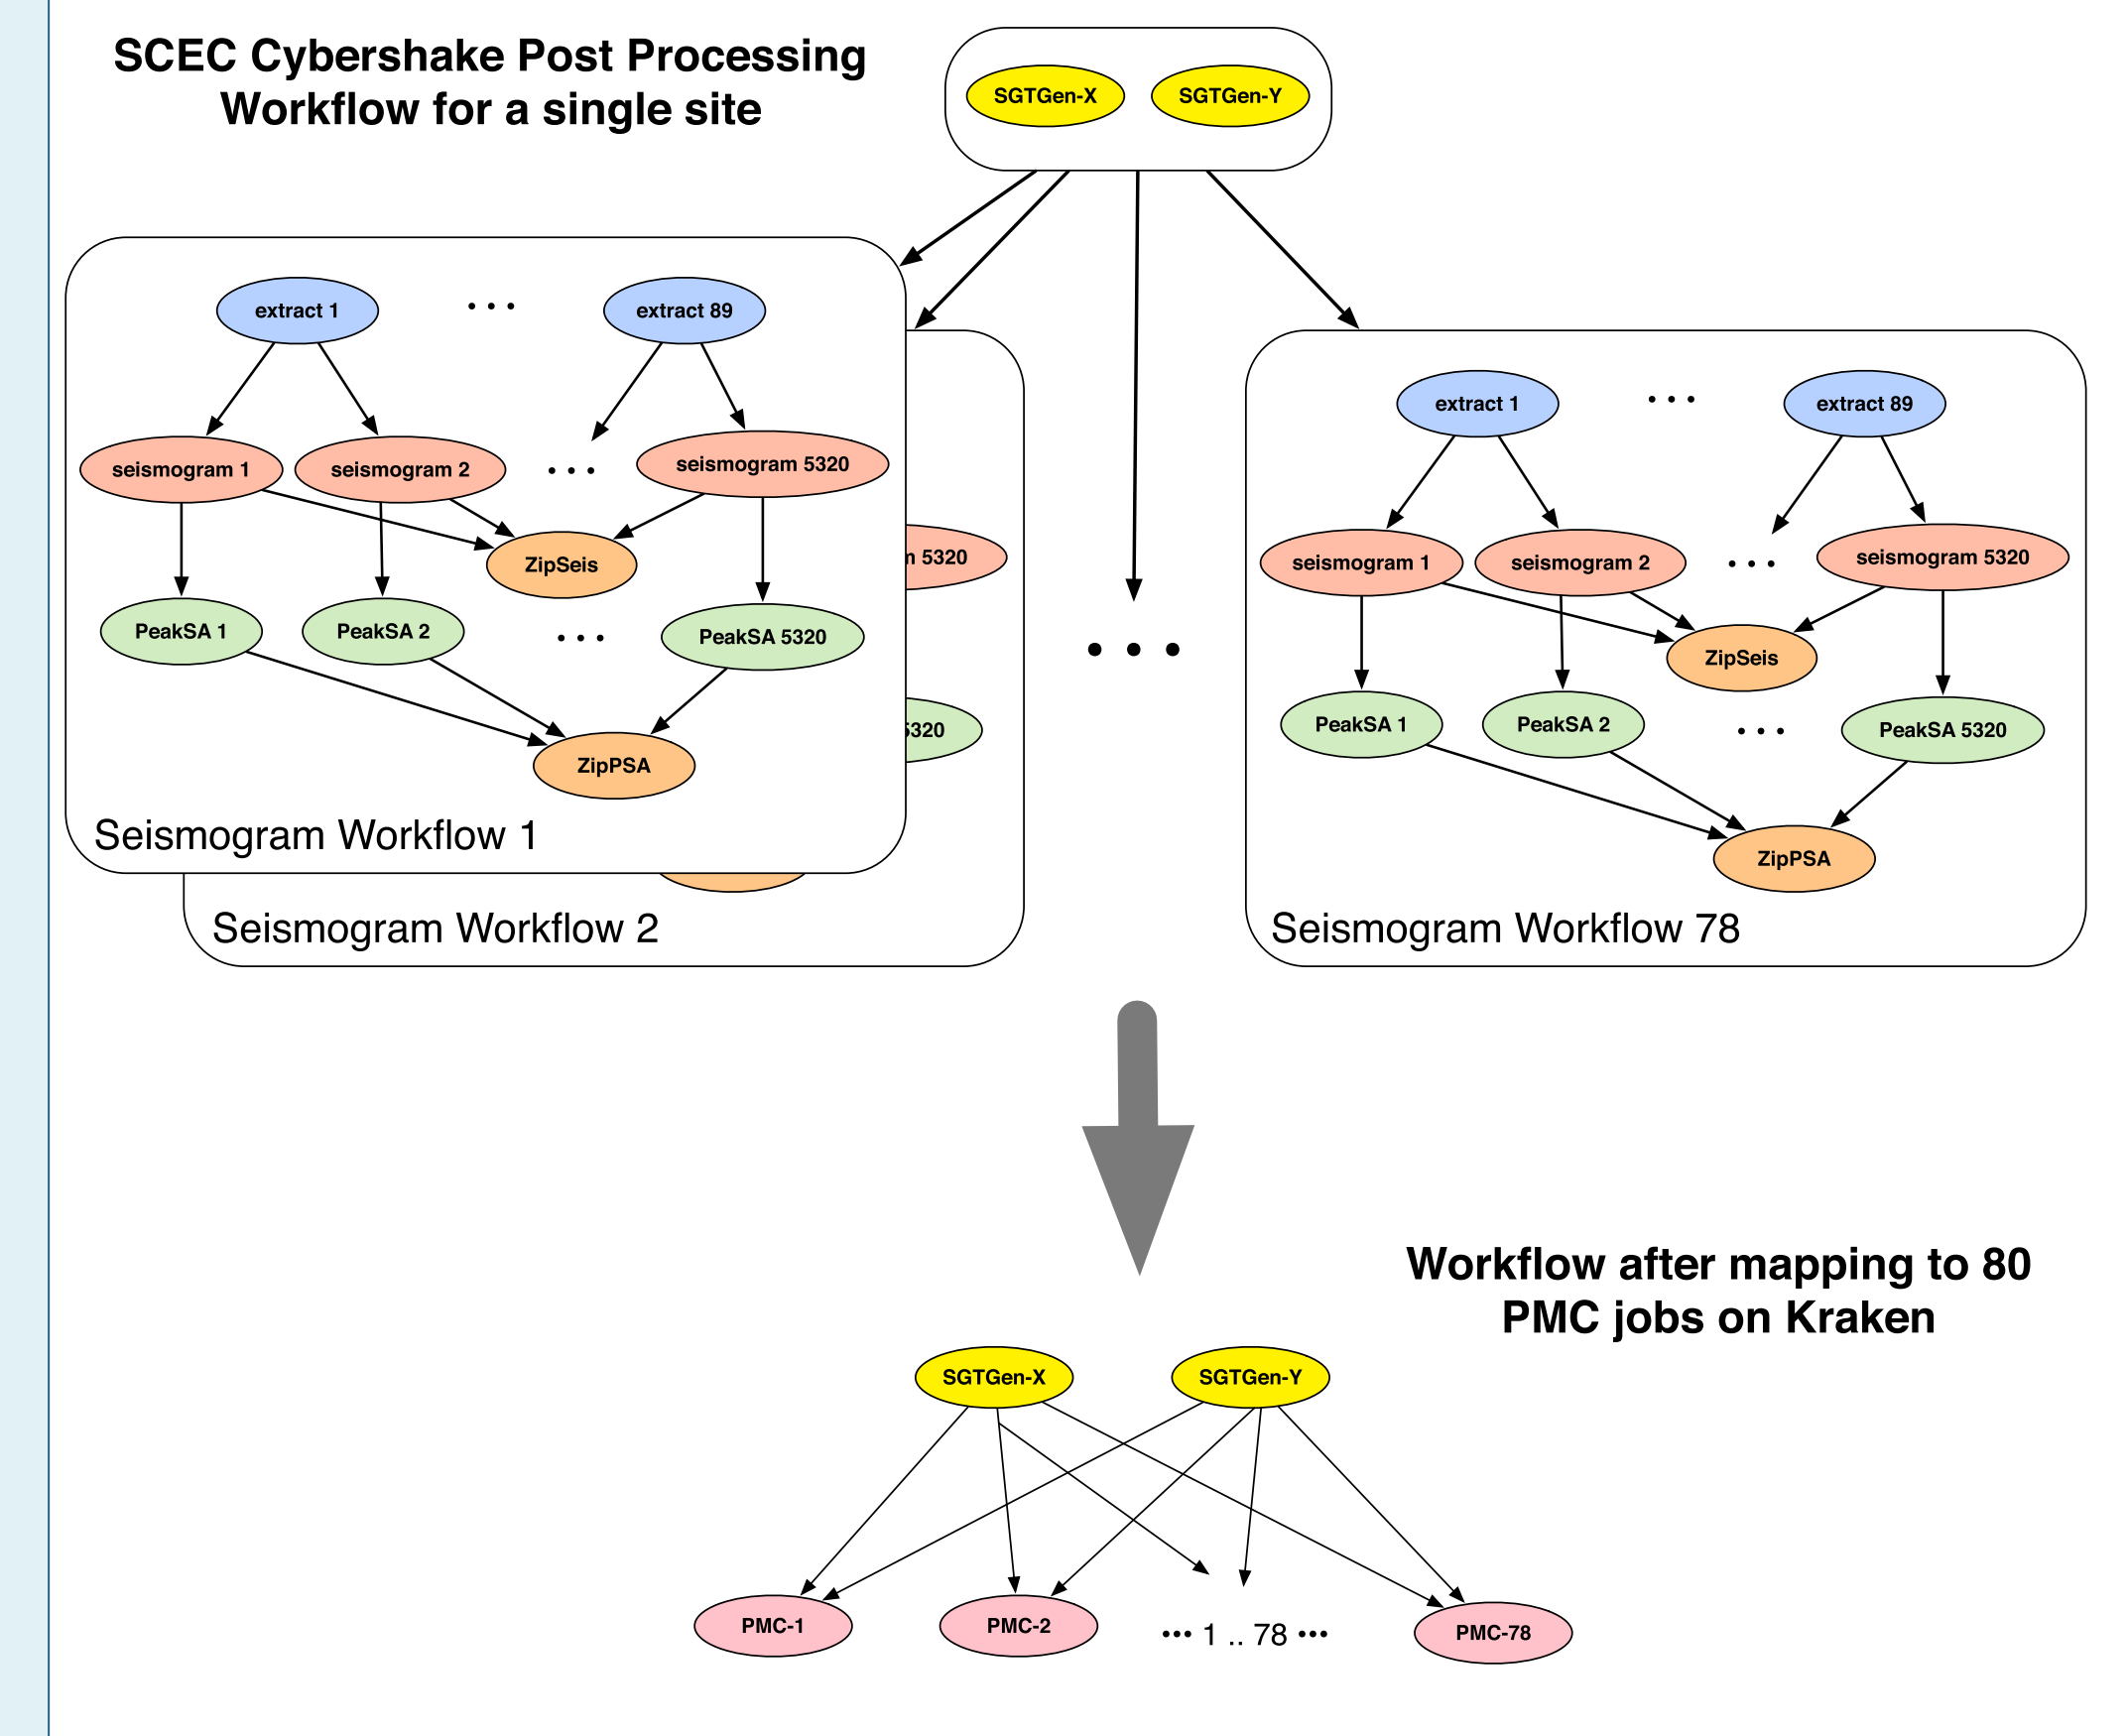 SCEC Cybershake Post Processing
Workflow for a single site
SGTGen-X SGTGen-Y
extract 1 ... extract 89
seismogram 1 seismogram 2 ... seismogram 5320
ZipSeis
PeakSA 1 PeakSA 2 ... PeakSA 5320
ZipPSA
Seismogram Workflow 1
5320
5320
Seismogram Workflow 2
...
extract 1 ... extract 89
seismogram 1 seismogram 2 ... seismogram 5320
ZipSeis
PeakSA 1 PeakSA 2 ... PeakSA 5320
ZipPSA
Seismogram Workflow 78
Workflow after mapping to 80
PMC jobs on Kraken
SGTGen-X SGTGen-Y
PMC-1 PMC-2 ... 1 .. 78 ... PMC-78